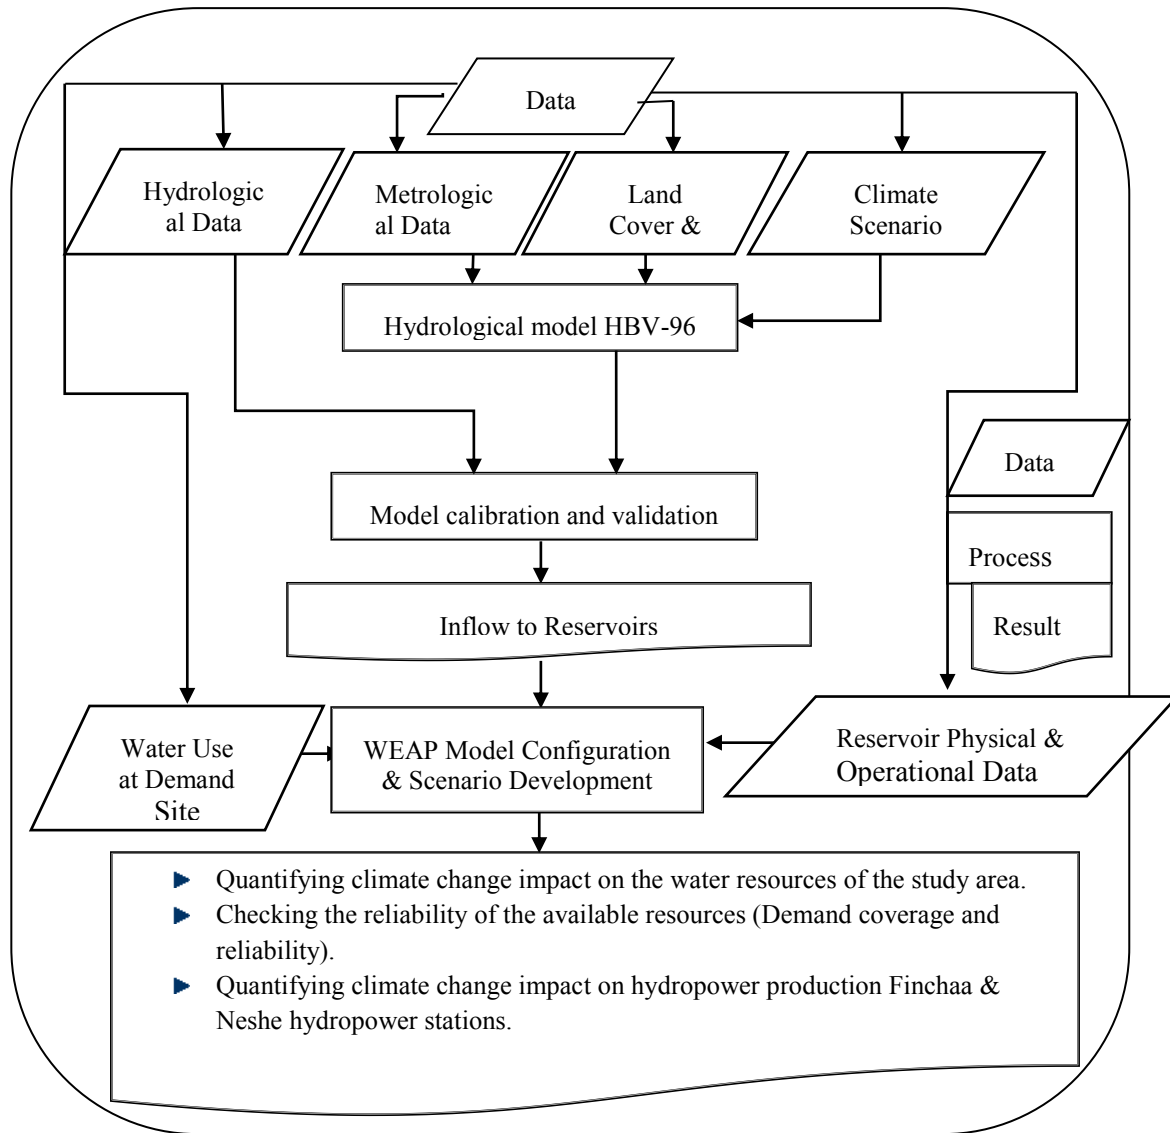 Data
Hydrologic
al Data
Metrologic
al Data
Land
Cover &
Climate
Scenario
Hydrological model HBV-96
Data
Model calibration and validation
Process
Inflow to Reservoirs
Result
Water Use
at Demand
Site
WEAP Model Configuration
& Scenario Development
Reservoir Physical &
Operational Data
Quantifying climate change impact on the water resources of the study area.
Checking the reliability of the available resources (Demand coverage and
reliability).
Quantifying climate change impact on hydropower production Finchaa &
Neshe hydropower stations.